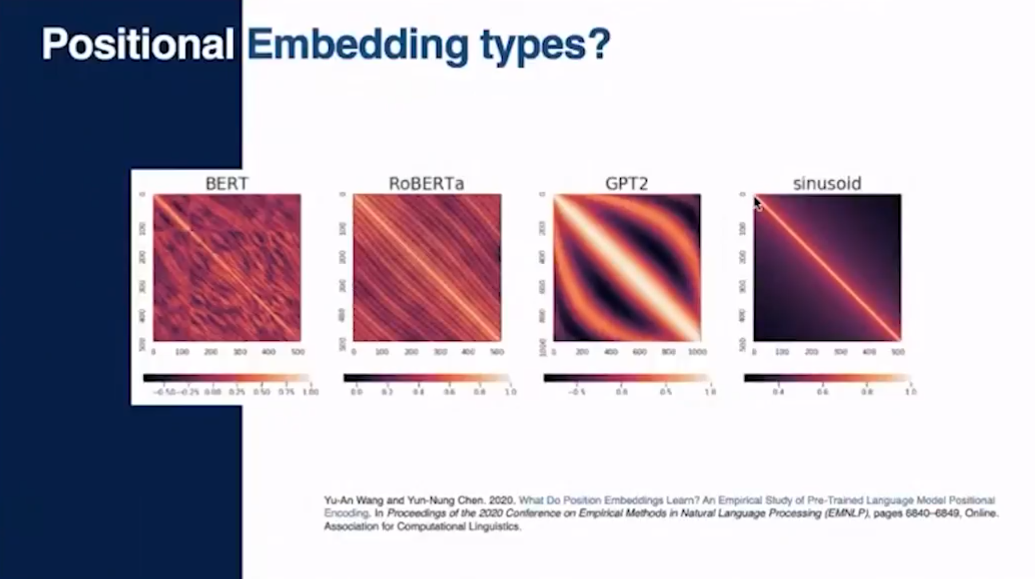 Positional Embedding types?
BERT RoBERTa GPT2 sinusoid
0 0 0 0
100 100 200 100
200 200 400 200
300 300 600 300
400 400 800 400
500 500 1000 500
0 100 200 300 400 500 0 100 200 300 400 500 0 200 400 600 800 1000 0 100 200 300 400 500
−0.50 −0.25 0.00 0.25 0.50 0.75 1.00 0.0 0.2 0.4 0.6 0.8 1.0 −0.5 0.0 0.5 1.0 0.4 0.6 0.8 1.0
Yu-An Wang and Yun-Nung Chen. 2020. What Do Position Embeddings Learn? An Empirical Study of Pre-Trained Language Model Positional
Encoding. In Proceedings of the 2020 Conference on Empirical Methods in Natural Language Processing (EMNLP), pages 6840–6849, Online.
Association for Computational Linguistics.